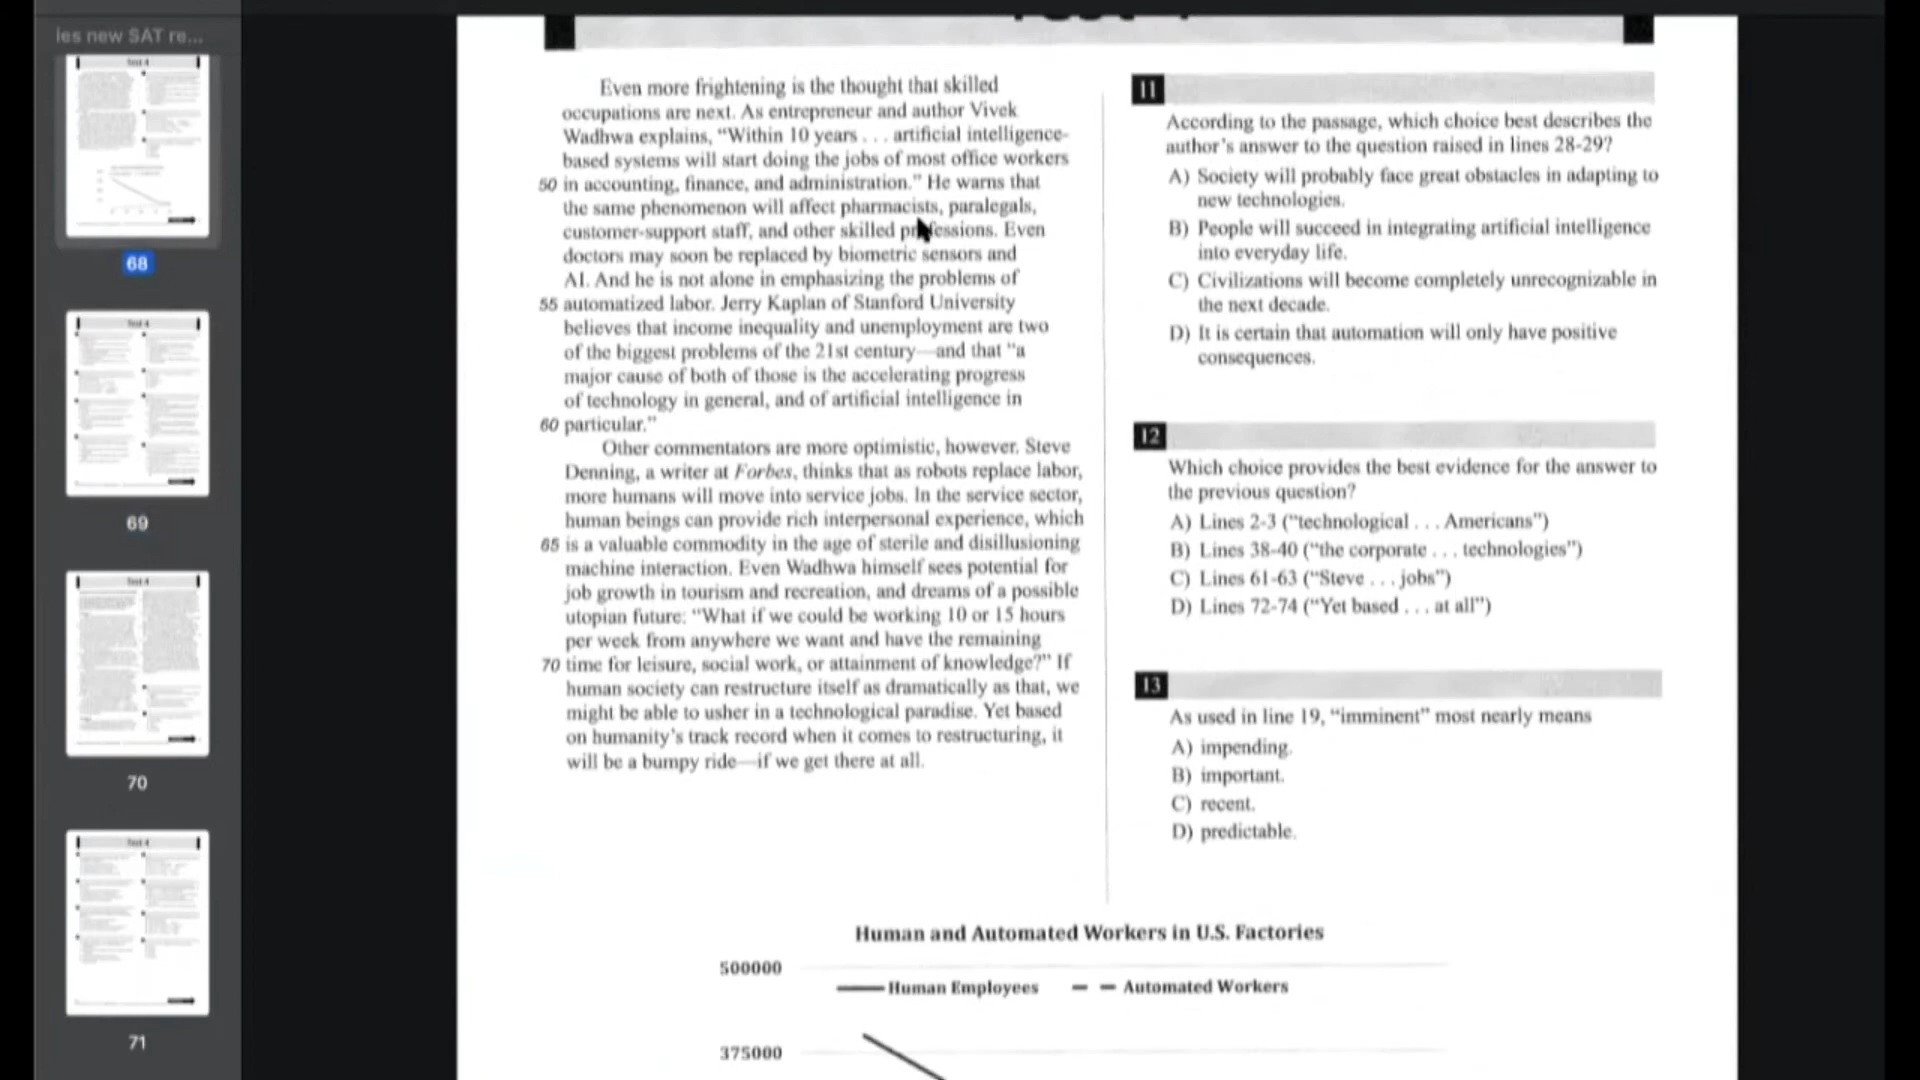 les new SAT re...
68
69
70
71
Even more frightening is the thought that skilled
occupations are next. As entrepreneur and author Vivek
Wadhwa explains, “Within 10 years . . . artificial intelligence-
based systems will start doing the jobs of most office workers
50 in accounting, finance, and administration.” He warns that
the same phenomenon will affect pharmacists, paralegals,
customer-support staff, and other skilled professions. Even
doctors may soon be replaced by biometric sensors and
AI. And he is not alone in emphasizing the problems of
55 automatized labor. Jerry Kaplan of Stanford University
believes that income inequality and unemployment are two
of the biggest problems of the 21st century—and that “a
major cause of both of those is the accelerating progress
of technology in general, and of artificial intelligence in
60 particular.”
Other commentators are more optimistic, however. Steve
Denning, a writer at Forbes, thinks that as robots replace labor,
more humans will move into service jobs. In the service sector,
human beings can provide rich interpersonal experience, which
65 is a valuable commodity in the age of sterile and disillusioning
machine interaction. Even Wadhwa himself sees potential for
job growth in tourism and recreation, and dreams of a possible
utopian future: “What if we could be working 10 or 15 hours
per week from anywhere we want and have the remaining
70 time for leisure, social work, or attainment of knowledge?” If
human society can restructure itself as dramatically as that, we
might be able to usher in a technological paradise. Yet based
on humanity’s track record when it comes to restructuring, it
will be a bumpy ride—if we get there at all.
11
According to the passage, which choice best describes the
author’s answer to the question raised in lines 28-29?
A) Society will probably face great obstacles in adapting to
new technologies.
B) People will succeed in integrating artificial intelligence
into everyday life.
C) Civilizations will become completely unrecognizable in
the next decade.
D) It is certain that automation will only have positive
consequences.
12
Which choice provides the best evidence for the answer to
the previous question?
A) Lines 2-3 (“technological . . . Americans”)
B) Lines 38-40 (“the corporate . . . technologies”)
C) Lines 61-63 (“Steve . . . jobs”)
D) Lines 72-74 (“Yet based . . . at all”)
13
As used in line 19, “imminent” most nearly means
A) impending.
B) important.
C) recent.
D) predictable.
Human and Automated Workers in U.S. Factories
500000
Human Employees
Automated Workers
375000